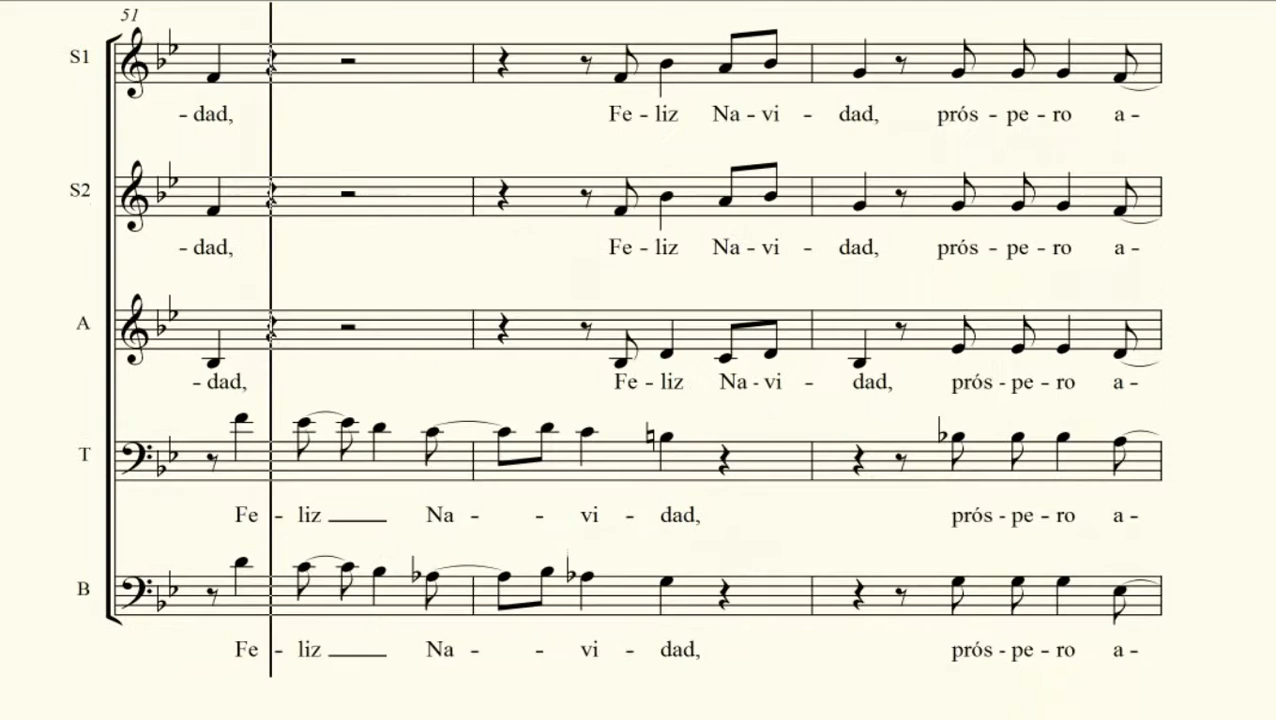 51
S1
- dad, Fe - liz Na - vi - dad, prós - pe - ro a -
S2
- dad, Fe - liz Na - vi - dad, prós - pe - ro a -
A
- dad, Fe - liz Na - vi - dad, prós - pe - ro a -
T
Fe - liz ____ Na - - vi - dad, prós - pe - ro a -
B
Fe - liz ____ Na - - vi - dad, prós - pe - ro a -